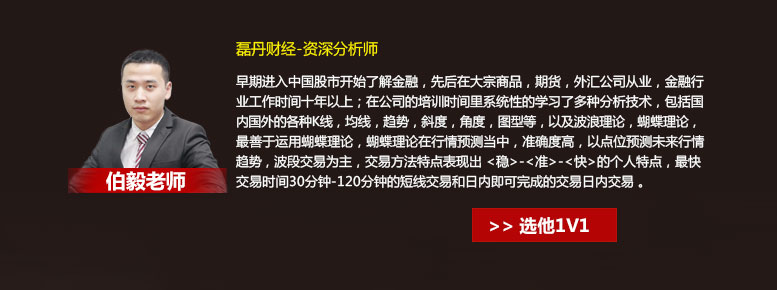 磊丹财经-资深分析师
早期进入中国股市开始了解金融，先后在大宗商品，期货，外汇公司从业，金融行
业工作时间十年以上；在公司的培训时间里系统性的学习了多种分析技术，包括国
内国外的各种K线，均线，趋势，斜度，角度，图型等，以及波浪理论，蝴蝶理论，
最善于运用蝴蝶理论，蝴蝶理论在行情预测当中，准确度高，以点位预测未来行情
趋势，波段交易为主，交易方法特点表现出 <稳>-<准>-<快> 的个人特点，最快
交易时间30分钟-120分钟的短线交易和日内即可完成的交易日内交易 。
伯毅老师
>> 选他1V1